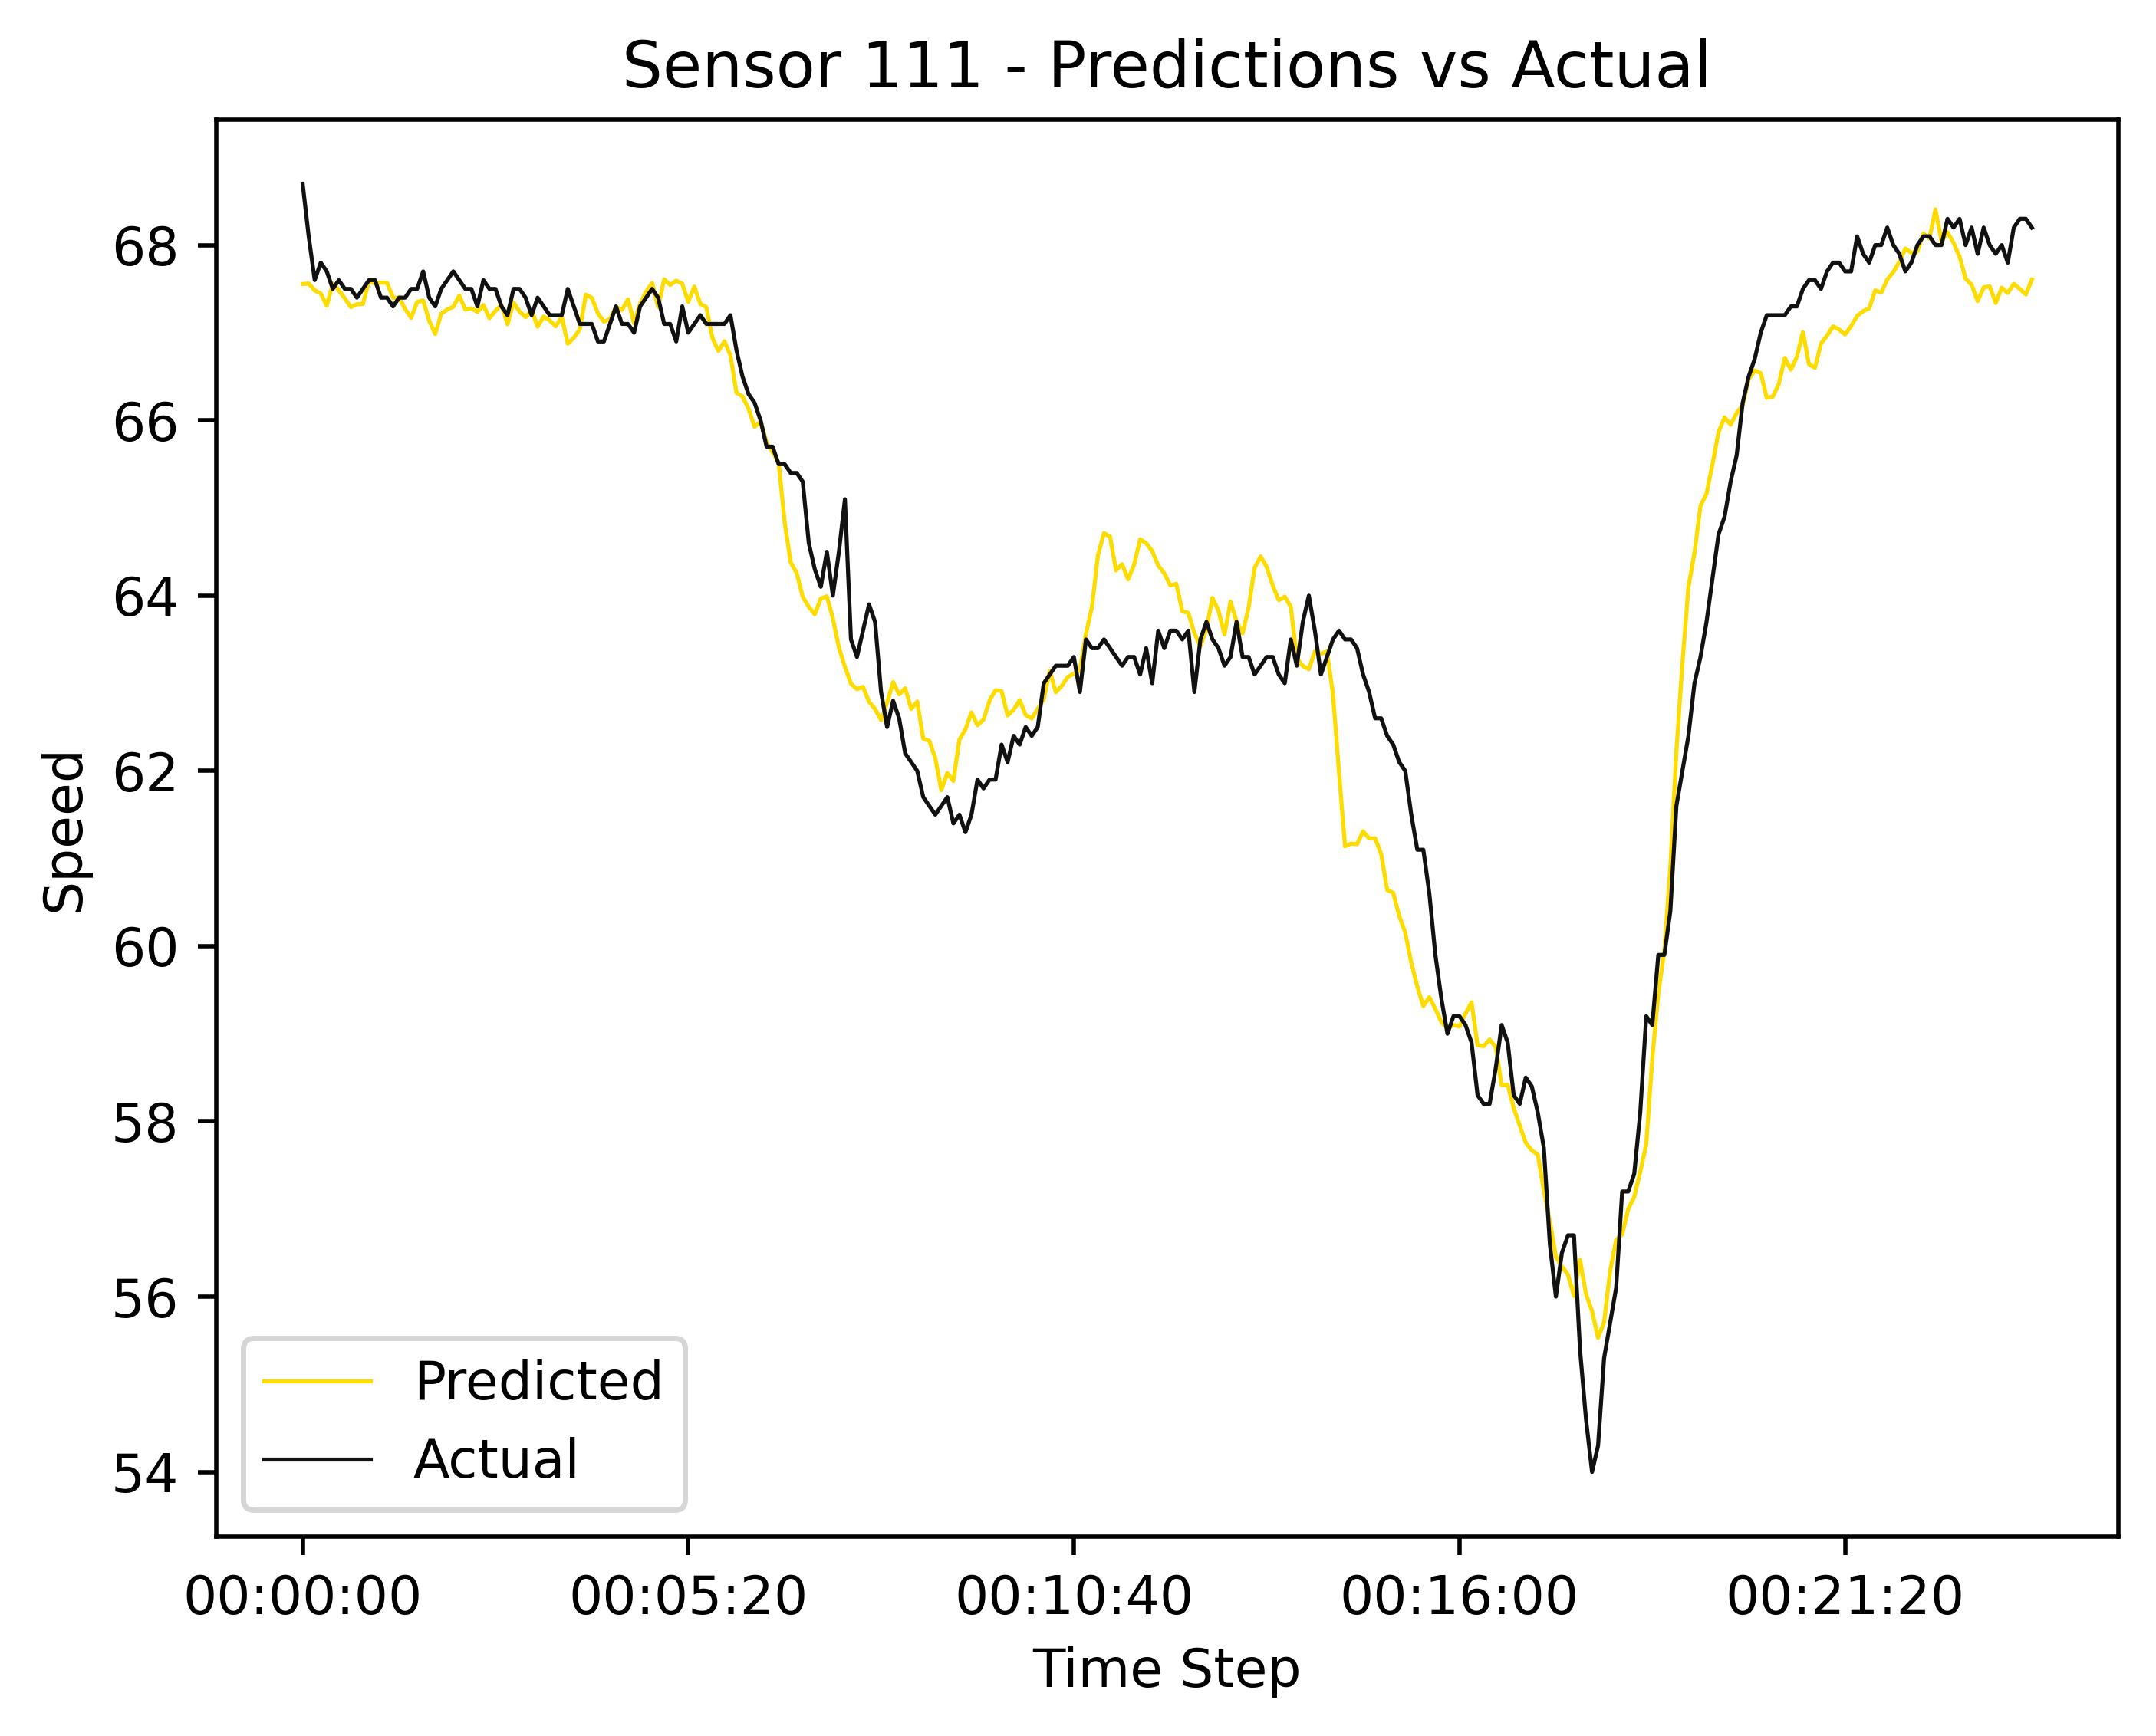 Sensor 111 - Predictions vs Actual
68
66
64
62
60
58
56
54
Speed
Predicted
Actual
00:00:00 00:05:20 00:10:40 00:16:00 00:21:20
Time Step